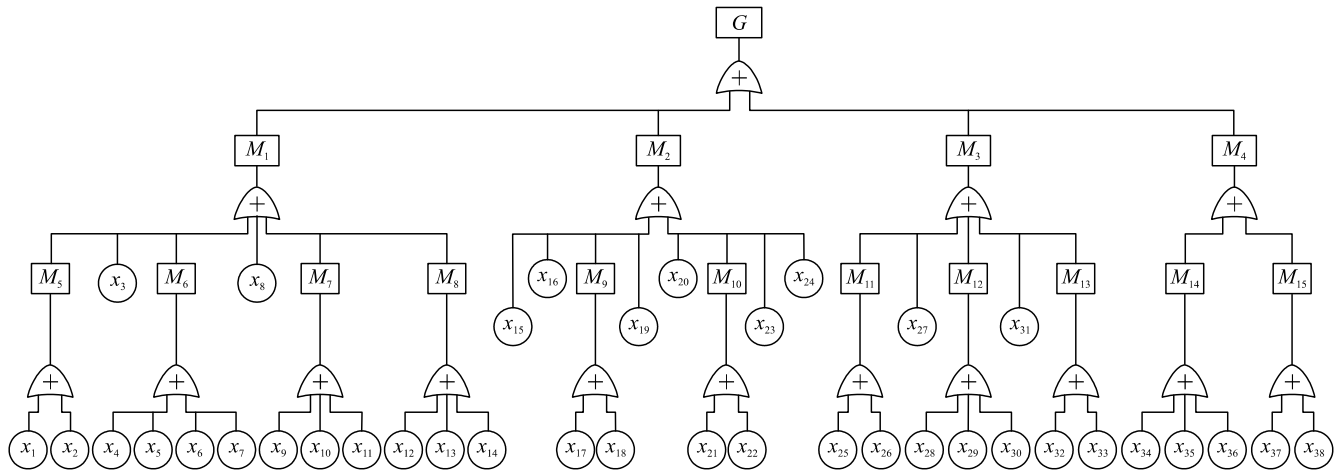 G
+
M₁ M₂ M₃ M₄
+ + + +
M₅ x₃ M₆ x₈ M₇ M₈ x₁₆ M₉ x₂₀ M₁₀ x₂₄ M₁₁ M₁₂ M₁₃ M₁₄ M₁₅
x₁₅ x₁₉ x₂₃ x₂₇ x₃₁
+ + + + + + + + + + +
x₁ x₂ x₄ x₅ x₆ x₇ x₉ x₁₀ x₁₁ x₁₂ x₁₃ x₁₄ x₁₇ x₁₈ x₂₁ x₂₂ x₂₅ x₂₆ x₂₈ x₂₉ x₃₀ x₃₂ x₃₃ x₃₄ x₃₅ x₃₆ x₃₇ x₃₈